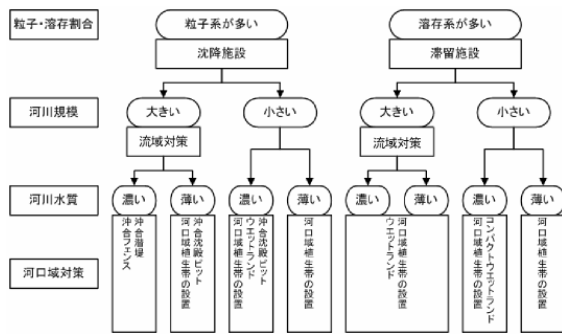 粒子・溶存割合
粒子系が多い
溶存系が多い
沈降施設
滞留施設
河川規模
大きい
小さい
大きい
小さい
流域対策
流域対策
河川水質
濃い
薄い
濃い
薄い
濃い
薄い
濃い
薄い
河口域対策
沖合潜堤
沖合フェンス
沖合沈殿ピット
河口域植生帯の設置
沖合沈殿ピット
ウエットランド
河口域植生帯の設置
河口域植生帯の設置
河口域植生帯の設置
ウエットランド
コンパクトウエットランド
河口域植生帯の設置
河口域植生帯の設置